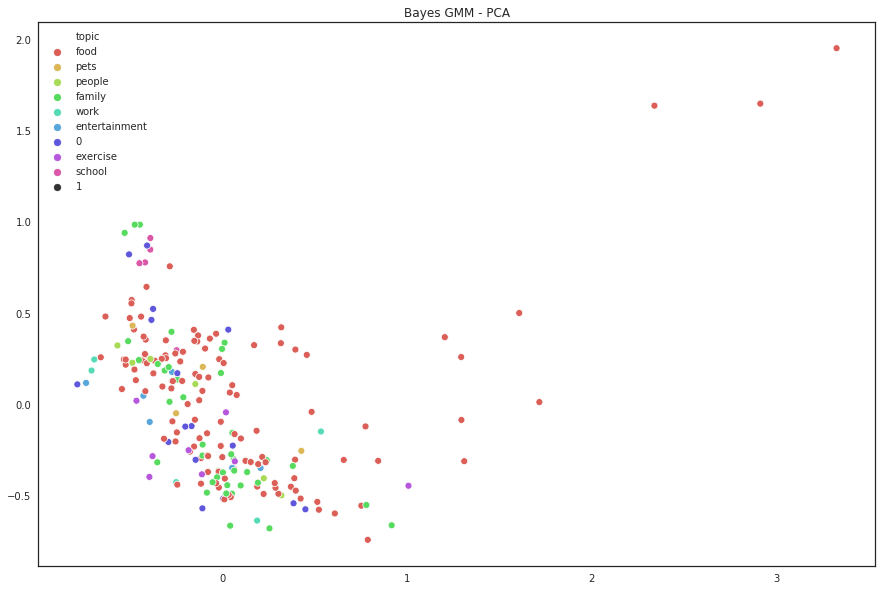 Bayes GMM - PCA
topic
food
pets
people
family
work
entertainment
0
exercise
school
1
2.0
1.5
1.0
0.5
0.0
−0.5
0
1
2
3